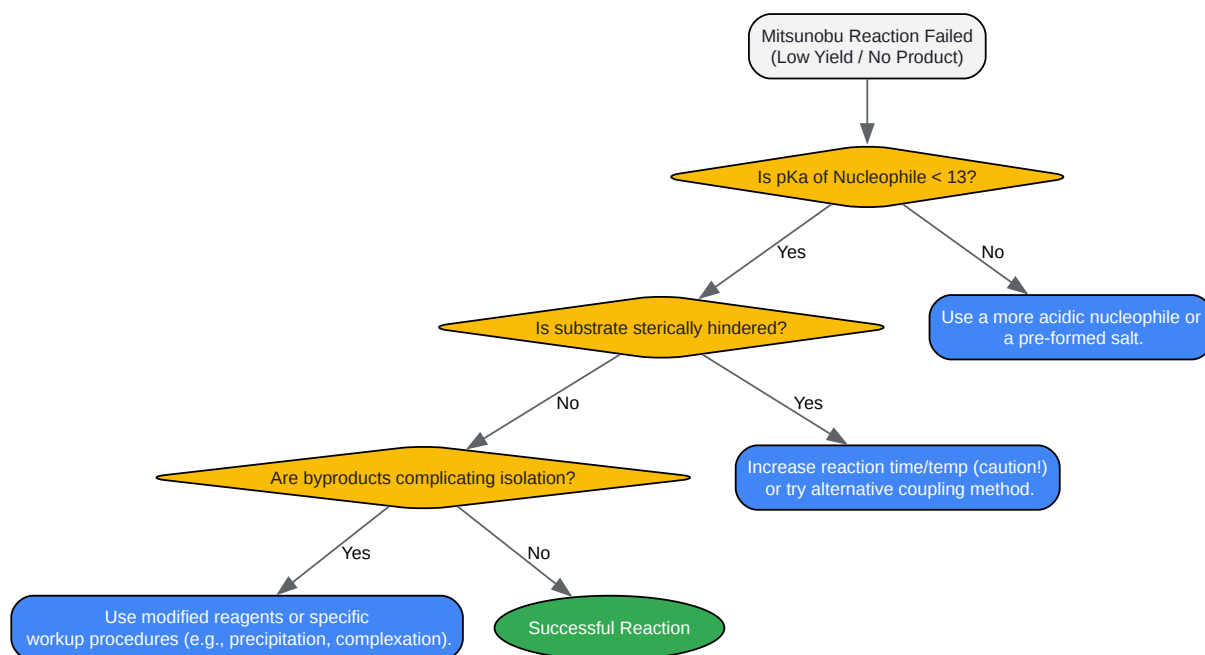 Mitsunobu Reaction Failed
(Low Yield / No Product)
Is pKa of Nucleophile < 13?
Yes
No
Is substrate sterically hindered?
Use a more acidic nucleophile or
a pre-formed salt.
No
Yes
Are byproducts complicating isolation?
Increase reaction time/temp (caution!)
or try alternative coupling method.
Yes
No
Use modified reagents or specific
workup procedures (e.g., precipitation, complexation).
Successful Reaction